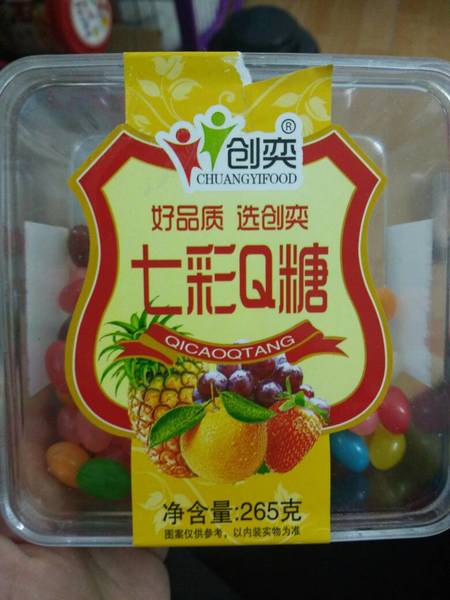 创奕®
CHUANGYIFOOD
好品质 选创奕
七彩Q糖
QICAOQTANG
净含量:265克
图案仅供参考，以内装实物为准